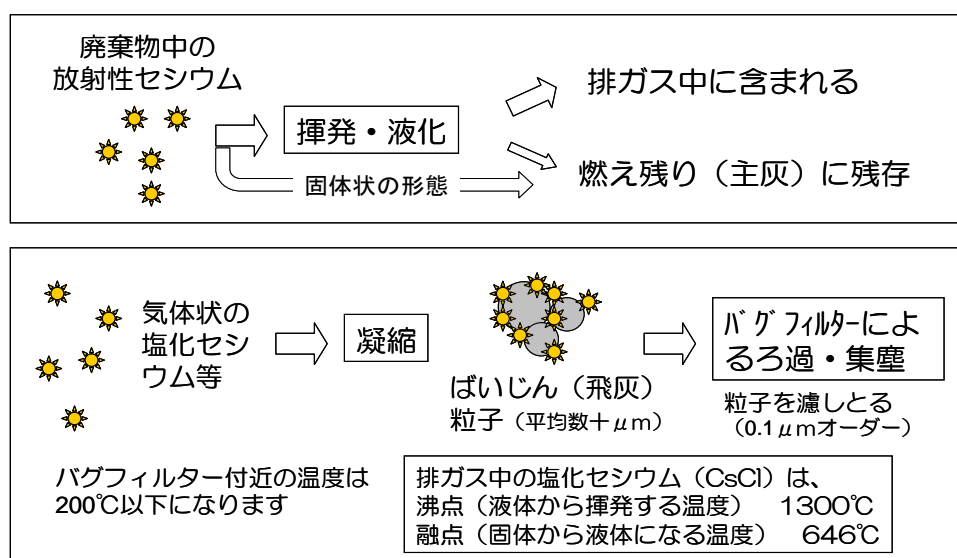 廃棄物中の
放射性セシウム
揮発・液化
固体状の形態
排ガス中に含まれる
燃え残り（主灰）に残存
気体状の
塩化セシ
ウム等
凝縮
ばいじん（飛灰）
粒子（平均数十μm）
バグフィルターによ
るろ過・集塵
粒子を濾しとる
（0.1μmオーダー）
バグフィルター付近の温度は
200℃以下になります
排ガス中の塩化セシウム（CsCl）は、
沸点（液体から揮発する温度）　1300℃
融点（固体から液体になる温度）　646℃